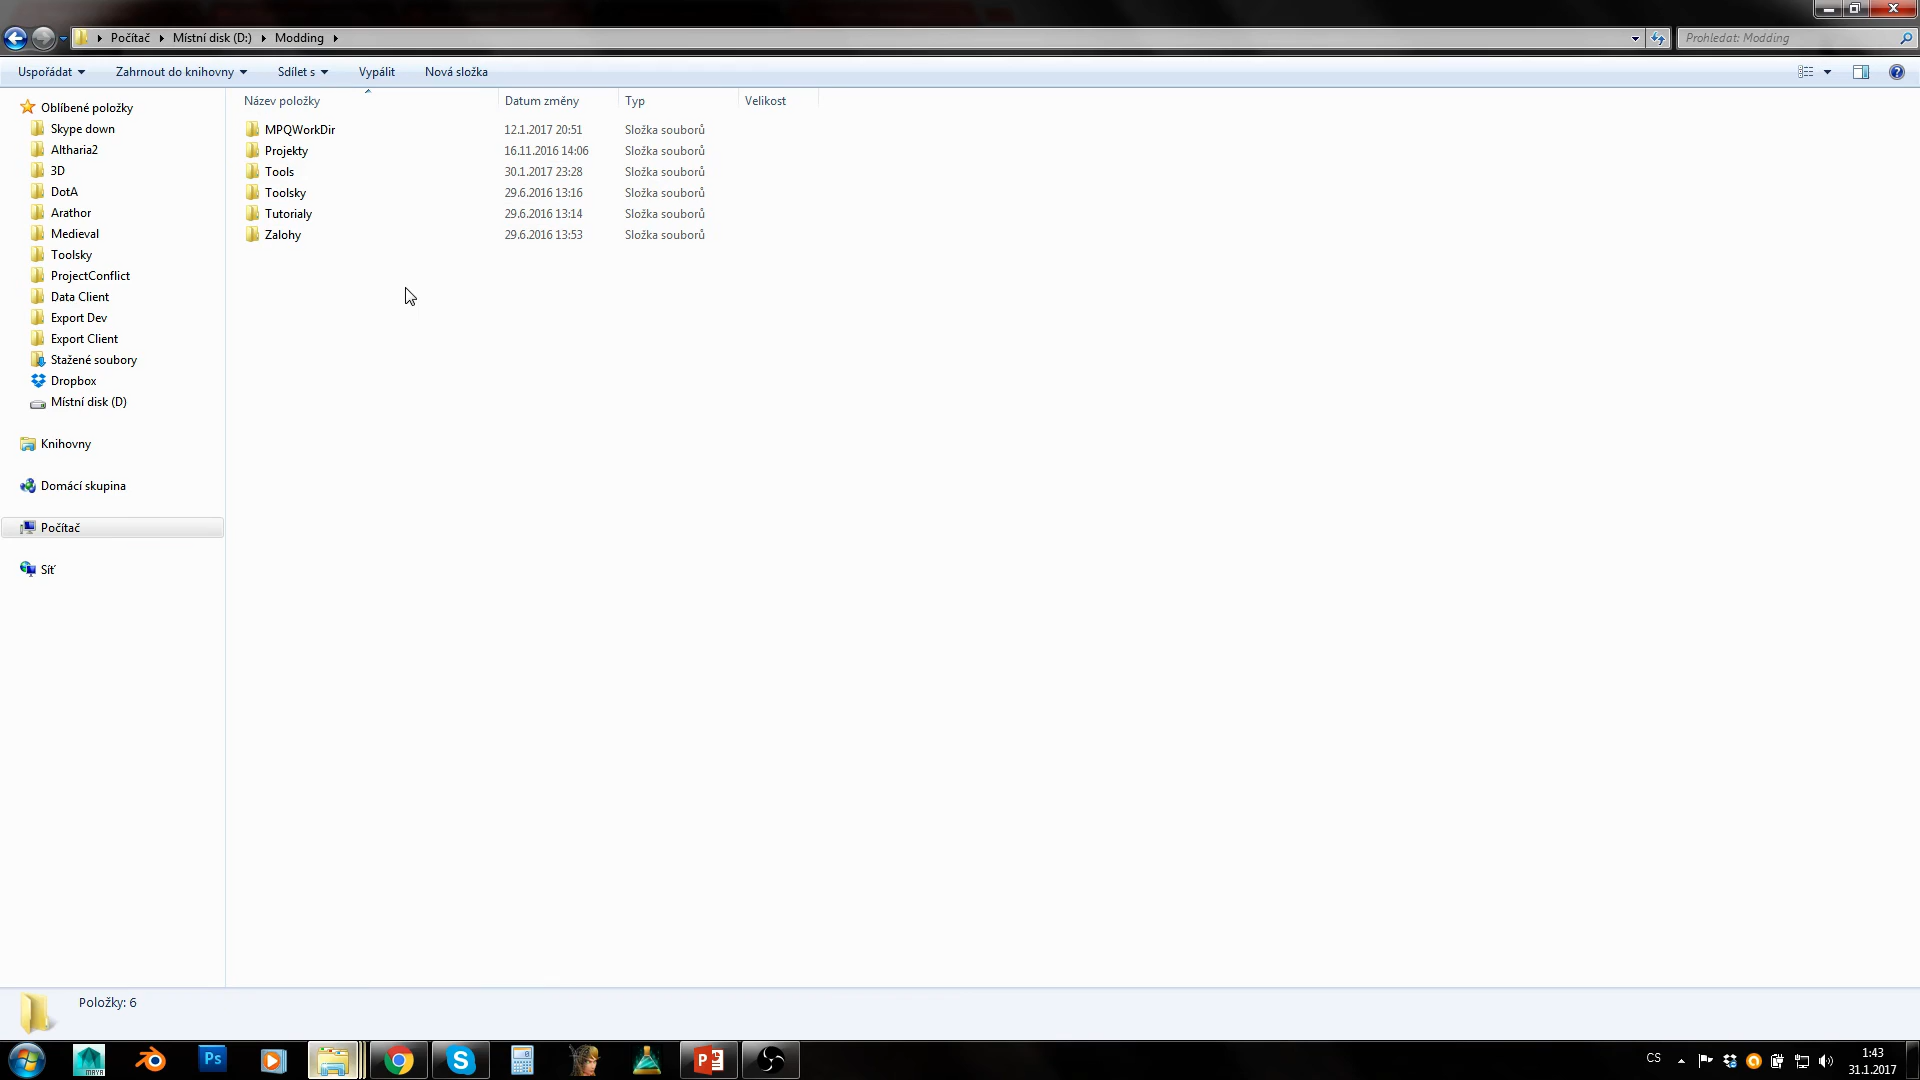 Počítač Místní disk (D:) Modding
Prohledat: Modding
Uspořádat Zahrnout do knihovny Sdílet s Vypálit Nová složka
Název položky Datum změny Typ Velikost
MPQWorkDir 12.1.2017 20:51 Složka souborů
Projekty 16.11.2016 14:06 Složka souborů
Tools 30.1.2017 23:28 Složka souborů
Toolsky 29.6.2016 13:16 Složka souborů
Tutorialy 29.6.2016 13:14 Složka souborů
Zalohy 29.6.2016 13:53 Složka souborů
Oblíbené položky
Skype down
Altharia2
3D
DotA
Arathor
Medieval
Toolsky
ProjectConflict
Data Client
Export Dev
Export Client
Stažené soubory
Dropbox
Místní disk (D)
Knihovny
Domácí skupina
Počítač
Síť
Položky: 6
MAYA
Ps
CS
1:43
31.1.2017